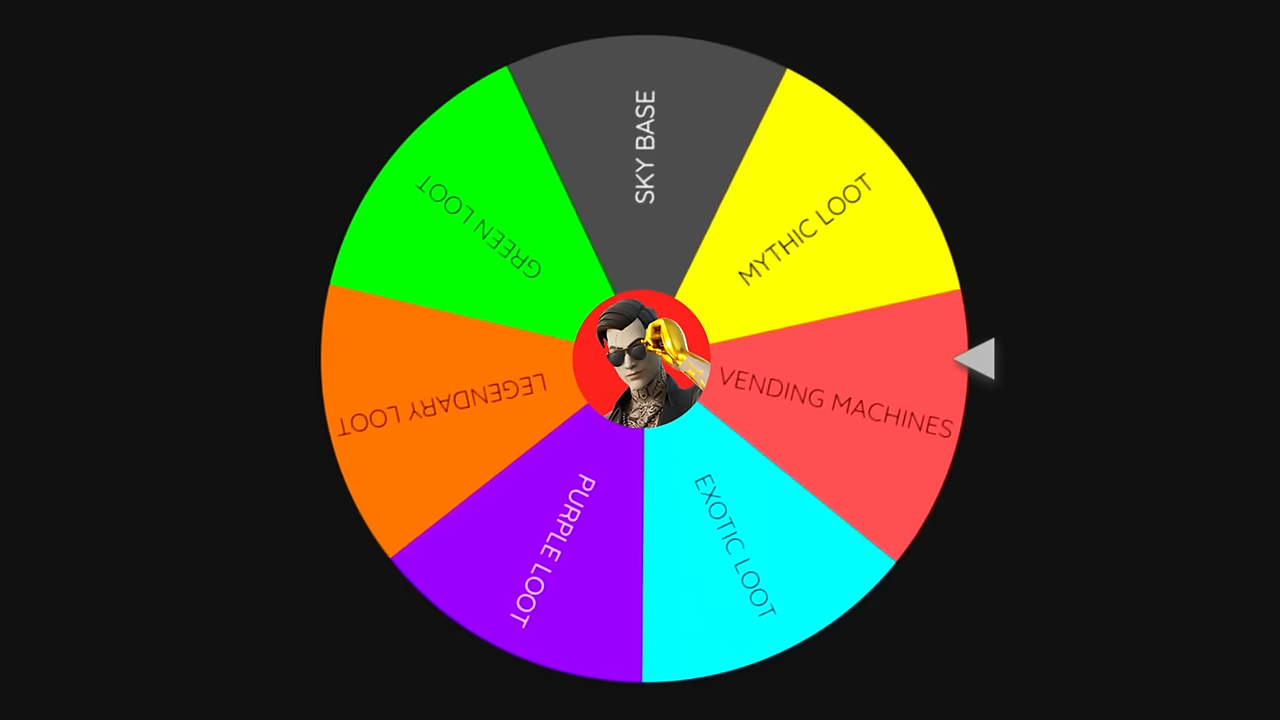 SKY BASE
MYTHIC LOOT
VENDING MACHINES
EXOTIC LOOT
PURPLE LOOT
LEGENDARY LOOT
GREEN LOOT